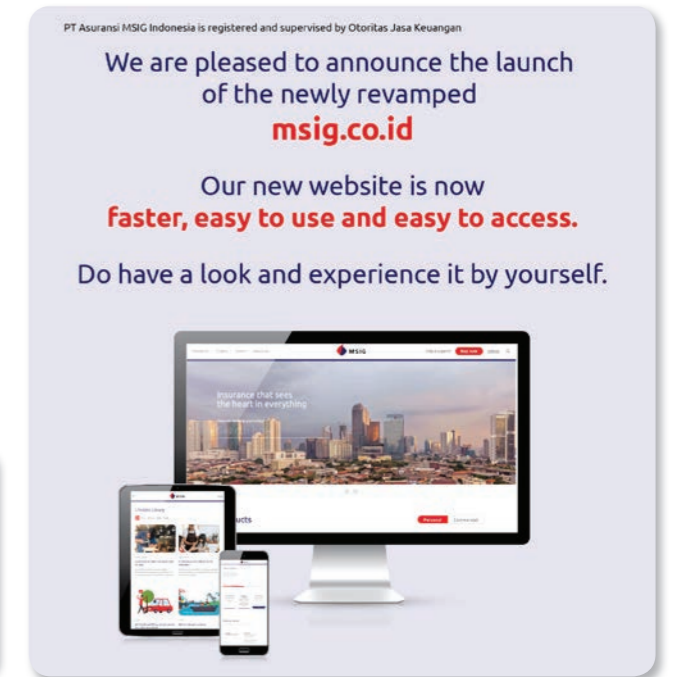 PT Asuransi MSIG Indonesia is registered and supervised by Otoritas Jasa Keuangan
We are pleased to announce the launch
of the newly revamped
msig.co.id
Our new website is now
faster, easy to use and easy to access.
Do have a look and experience it by yourself.
MSIG
Insurance that sees
the heart in everything